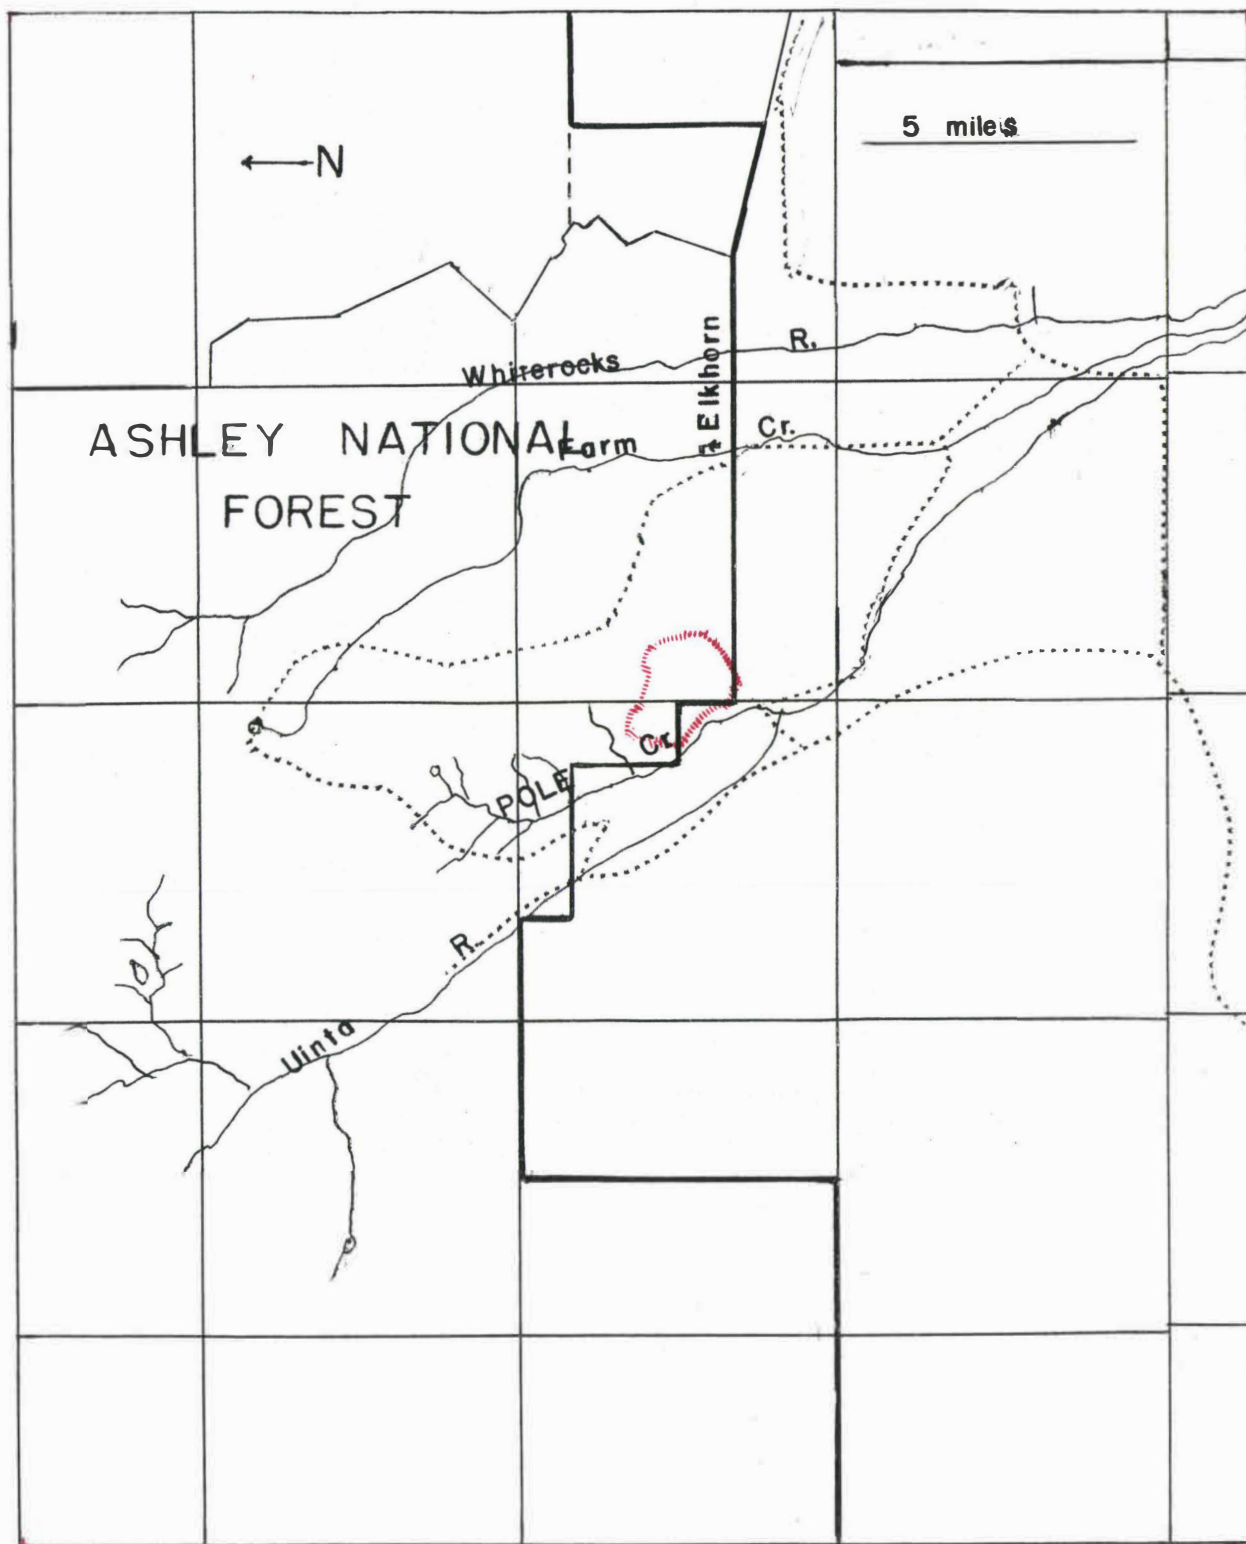 5 miles
N
Whiterocks R.
Elkhorn
ASHLEY NATIONAL
FOREST
Farm Cr.
POLE Cr.
Uinta R.